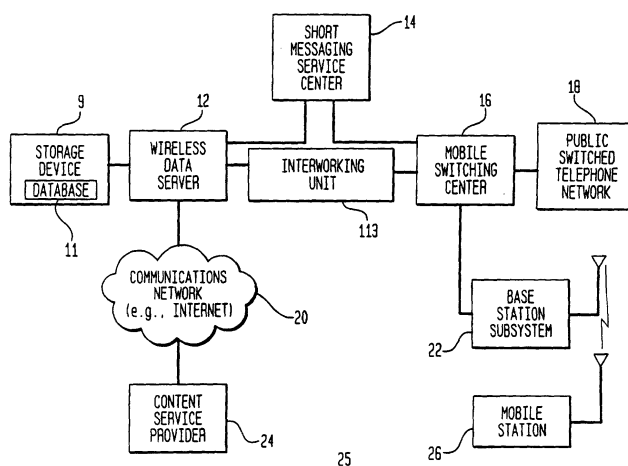 SHORT
MESSAGING
SERVICE
CENTER
14
9
12
16
18
STORAGE
DEVICE
DATABASE
11
WIRELESS
DATA
SERVER
INTERWORKING
UNIT
113
MOBILE
SWITCHING
CENTER
PUBLIC
SWITCHED
TELEPHONE
NETWORK
COMMUNICATIONS
NETWORK
(e.g., INTERNET)
20
BASE
STATION
SUBSYSTEM
22
CONTENT
SERVICE
PROVIDER
24
MOBILE
STATION
26
25